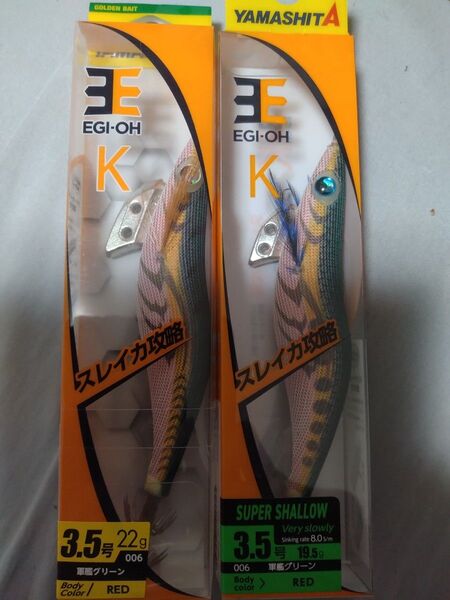 GOLDEN BAIT
EGI-OH
K
スレイカ攻略
3.5号 22g
006
軍艦グリーン
Body Color / RED
YAMASHITA
EGI-OH
K
スレイカ攻略
SUPER SHALLOW
Very slowly
Sinking rate 8.0 s/m
3.5号 19.5g
006
軍艦グリーン
Body Color > RED